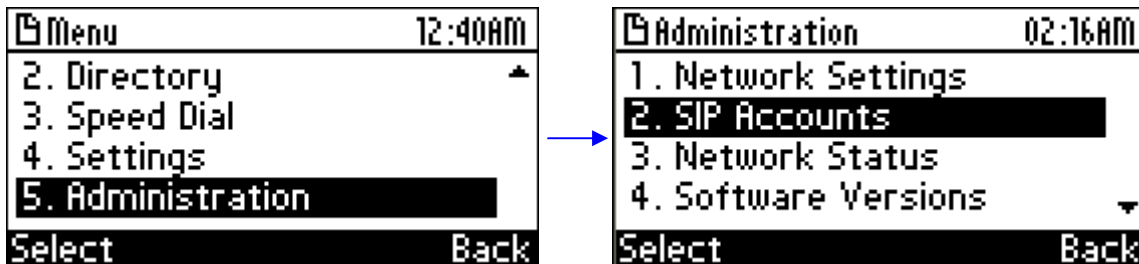 Menu 12:40AM
2. Directory
3. Speed Dial
4. Settings
5. Administration
Select Back
Administration 02:16AM
1. Network Settings
2. SIP Accounts
3. Network Status
4. Software Versions
Select Back